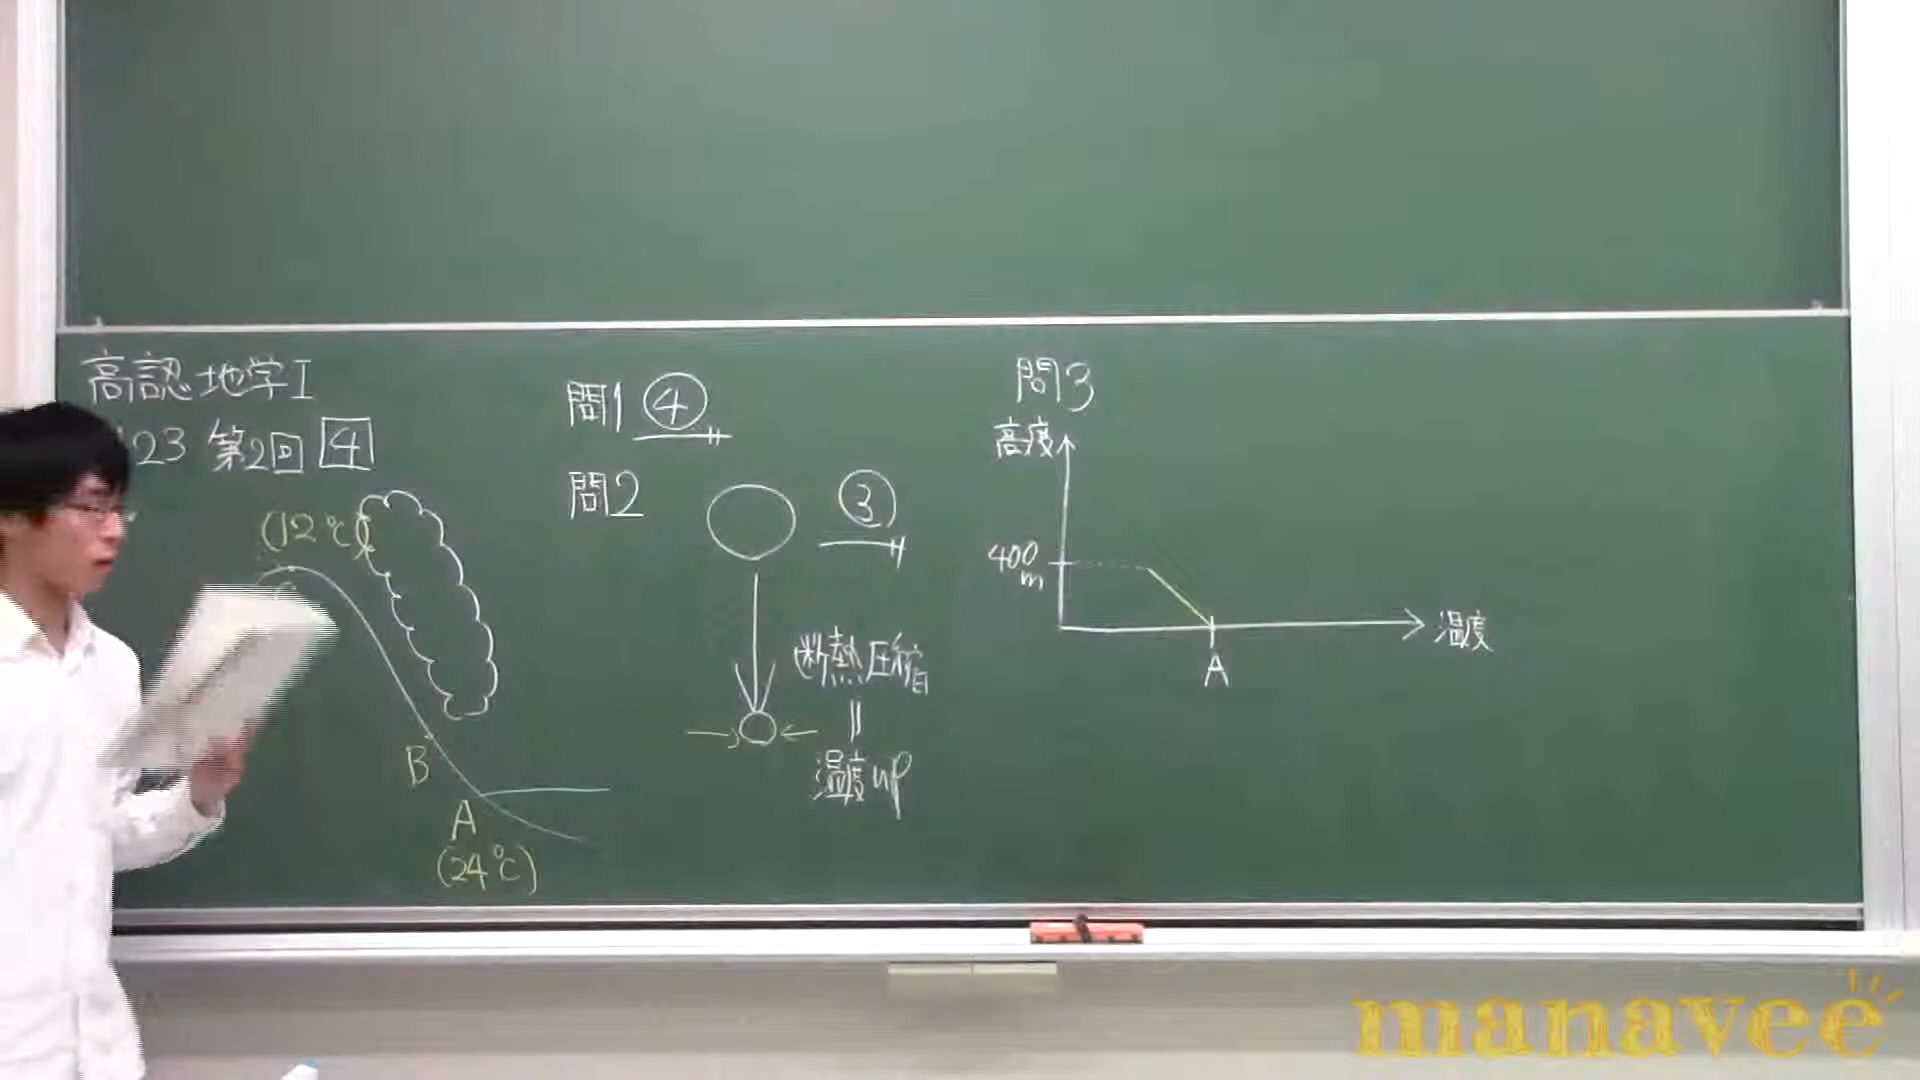 高認地学I
23 第2回 4
(12℃)
B
A
(24℃)
問1 ④
問2
③
断熱圧縮
=
温度up
問3
高度
400
m
温度
A
manavee